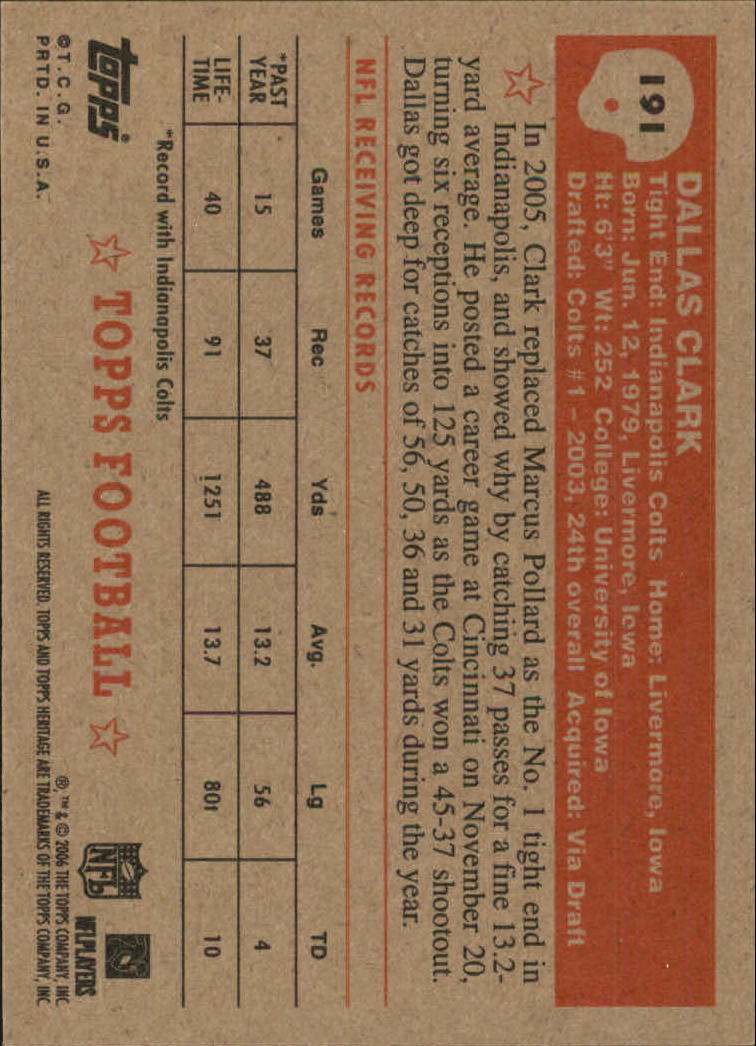 191
DALLAS CLARK
Tight End: Indianapolis Colts Home: Livermore, Iowa
Born: Jun. 12, 1979, Livermore, Iowa
Ht: 6'3" Wt: 252 College: University of Iowa
Drafted: Colts #1 - 2003, 24th overall Acquired: Via Draft
In 2005, Clark replaced Marcus Pollard as the No. 1 tight end in
Indianapolis, and showed why by catching 37 passes for a fine 13.2-
yard average. He posted a career game at Cincinnati on November 20,
turning six receptions into 125 yards as the Colts won a 45-37 shootout.
Dallas got deep for catches of 56, 50, 36 and 31 yards during the year.
NFL RECEIVING RECORDS
Games Rec Yds Avg. Lg TD
*PAST YEAR 15 37 488 13.2 56 4
LIFE-TIME 40 91 1251 13.7 80t 10
*Record with Indianapolis Colts
topps
TOPPS FOOTBALL
NFL
NFLPLAYERS
© T.C.G.
PRTD. IN U.S.A.
®, ™ & © 2006 THE TOPPS COMPANY, INC
ALL RIGHTS RESERVED. TOPPS AND TOPPS HERITAGE ARE TRADEMARKS OF THE TOPPS COMPANY, INC